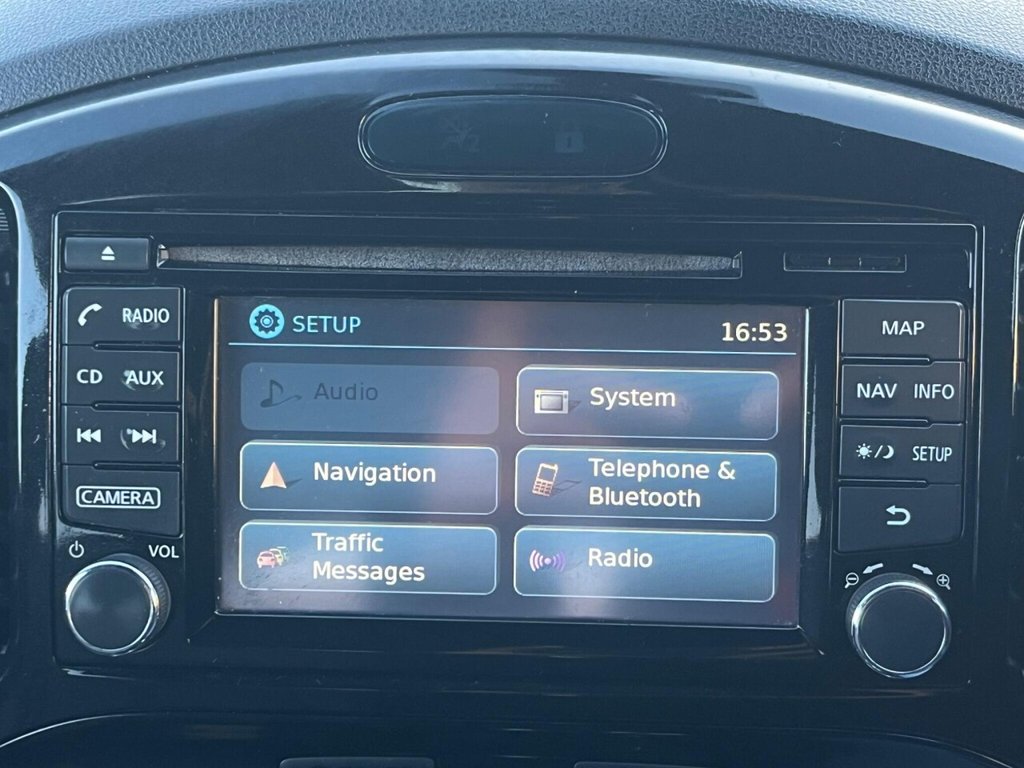 RADIO
CD AUX
CAMERA
VOL
SETUP 16:53
Audio
System
Navigation
Telephone &
Bluetooth
Traffic
Messages
Radio
MAP
NAV INFO
SETUP